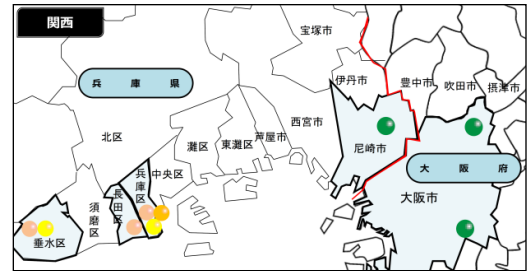 関西
宝塚市
伊丹市
豊中市
吹田市
摂津市
兵庫県
北区
西宮市
芦屋市
東灘区
灘区
中央区
兵庫区
長田区
須磨区
垂水区
尼崎市
大阪府
大阪市